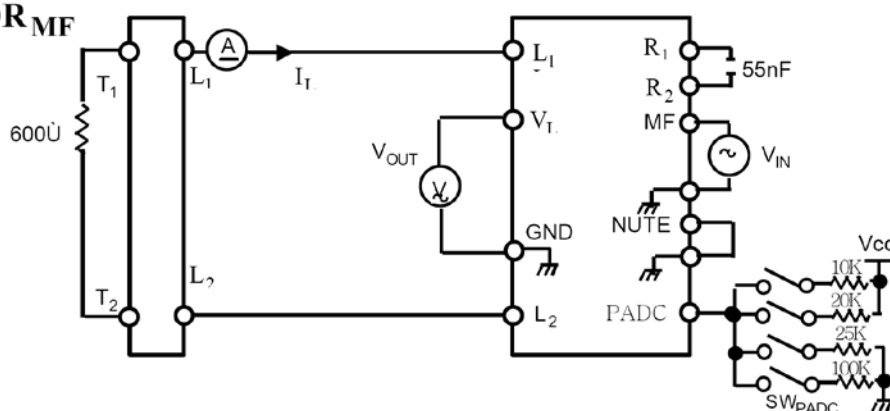 R MF
T1
L1
A
IL
L1
R1
55nF
R2
600Ù
VL
MF
VOUT
V
VIN
GND
NUTE
Vcc
L2
10K
T2
L2
PADC
20K
25K
100K
SWPADC